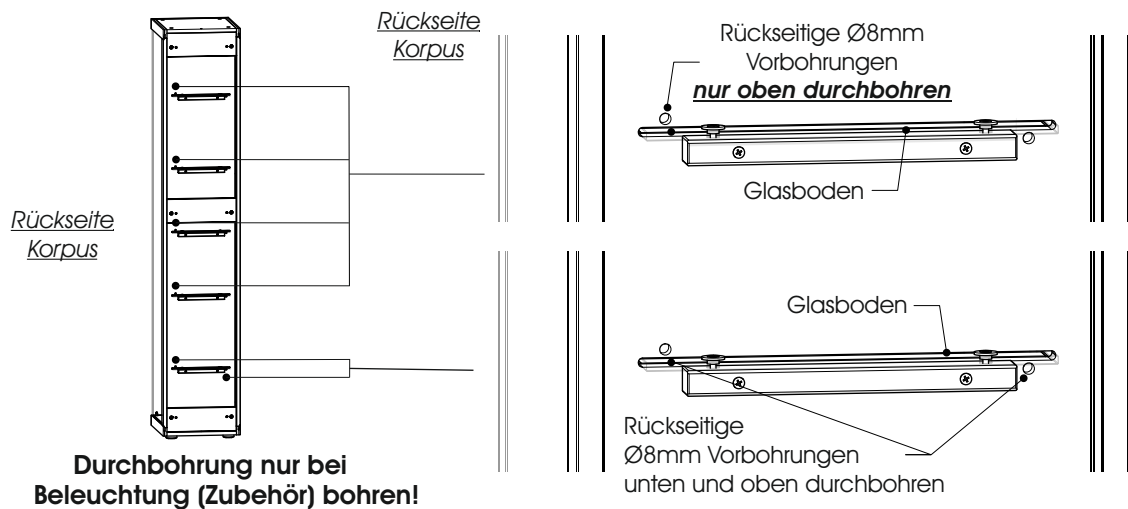 Rückseite
Korpus
Rückseite
Korpus
Durchbohrung nur bei
Beleuchtung (Zubehör) bohren!
Rückseitige Ø8mm
Vorbohrungen
nur oben durchbohren
Glasboden
Glasboden
Rückseitige
Ø8mm Vorbohrungen
unten und oben durchbohren